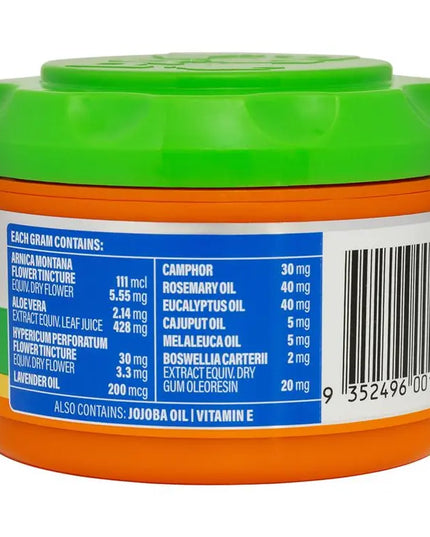 EACH GRAM CONTAINS:
ARNICA MONTANA
FLOWER TINCTURE 111 mcl
EQUIV. DRY FLOWER 5.55 mg
ALOE VERA 2.14 mg
EXTRACT EQUIV. LEAF JUICE 428 mg
HYPERICUM PERFORATUM
FLOWER TINCTURE 30 mg
EQUIV. DRY FLOWER 3.3 mg
LAVENDER OIL 200 mcg
CAMPHOR 30 mg
ROSEMARY OIL 40 mg
EUCALYPTUS OIL 40 mg
CAJUPUT OIL 5 mg
MELALEUCA OIL 5 mg
BOSWELLIA CARTERII 2 mg
EXTRACT EQUIV. DRY
GUM OLEORESIN 20 mg
ALSO CONTAINS: JOJOBA OIL | VITAMIN E
9 352496 00